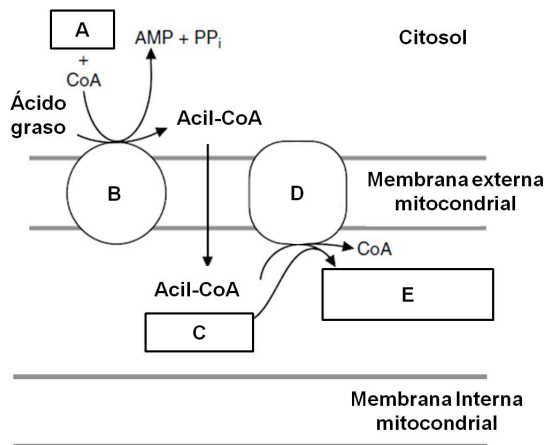 A
+
CoA
AMP + PPi
Citosol
Ácido
graso
Acil-CoA
B
D
Membrana externa
mitocondrial
CoA
Acil-CoA
E
C
Membrana Interna
mitocondrial